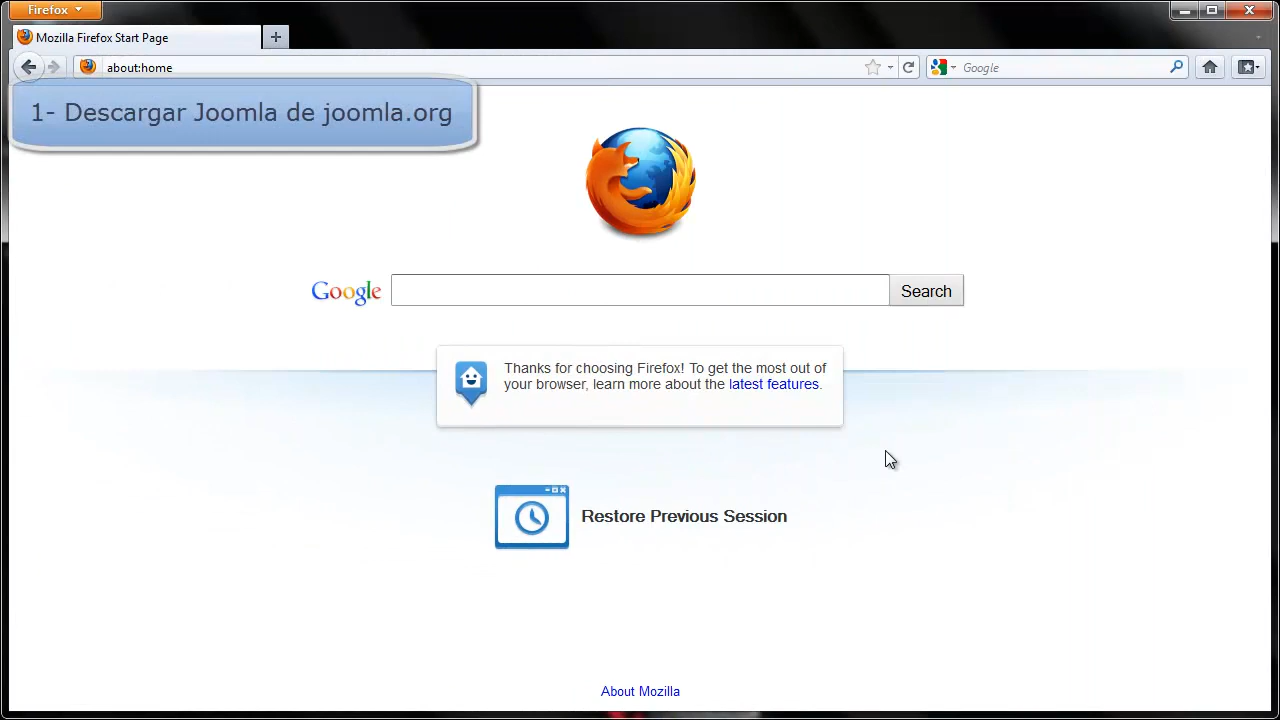 Firefox
Mozilla Firefox Start Page
about:home
Google
1- Descargar Joomla de joomla.org
Google
Search
Thanks for choosing Firefox! To get the most out of
your browser, learn more about the latest features.
Restore Previous Session
About Mozilla